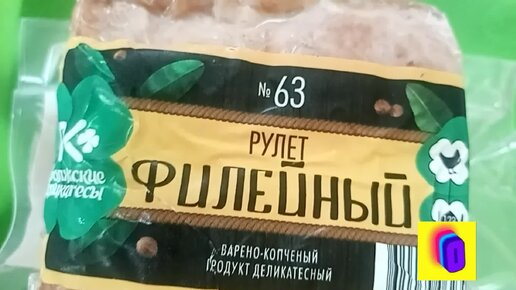 № 63
РУЛЕТ
ФИЛЕЙНЫЙ
ВАРЕНО-КОПЧЕНЫЙ
ПРОДУКТ ДЕЛИКАТЕСНЫЙ